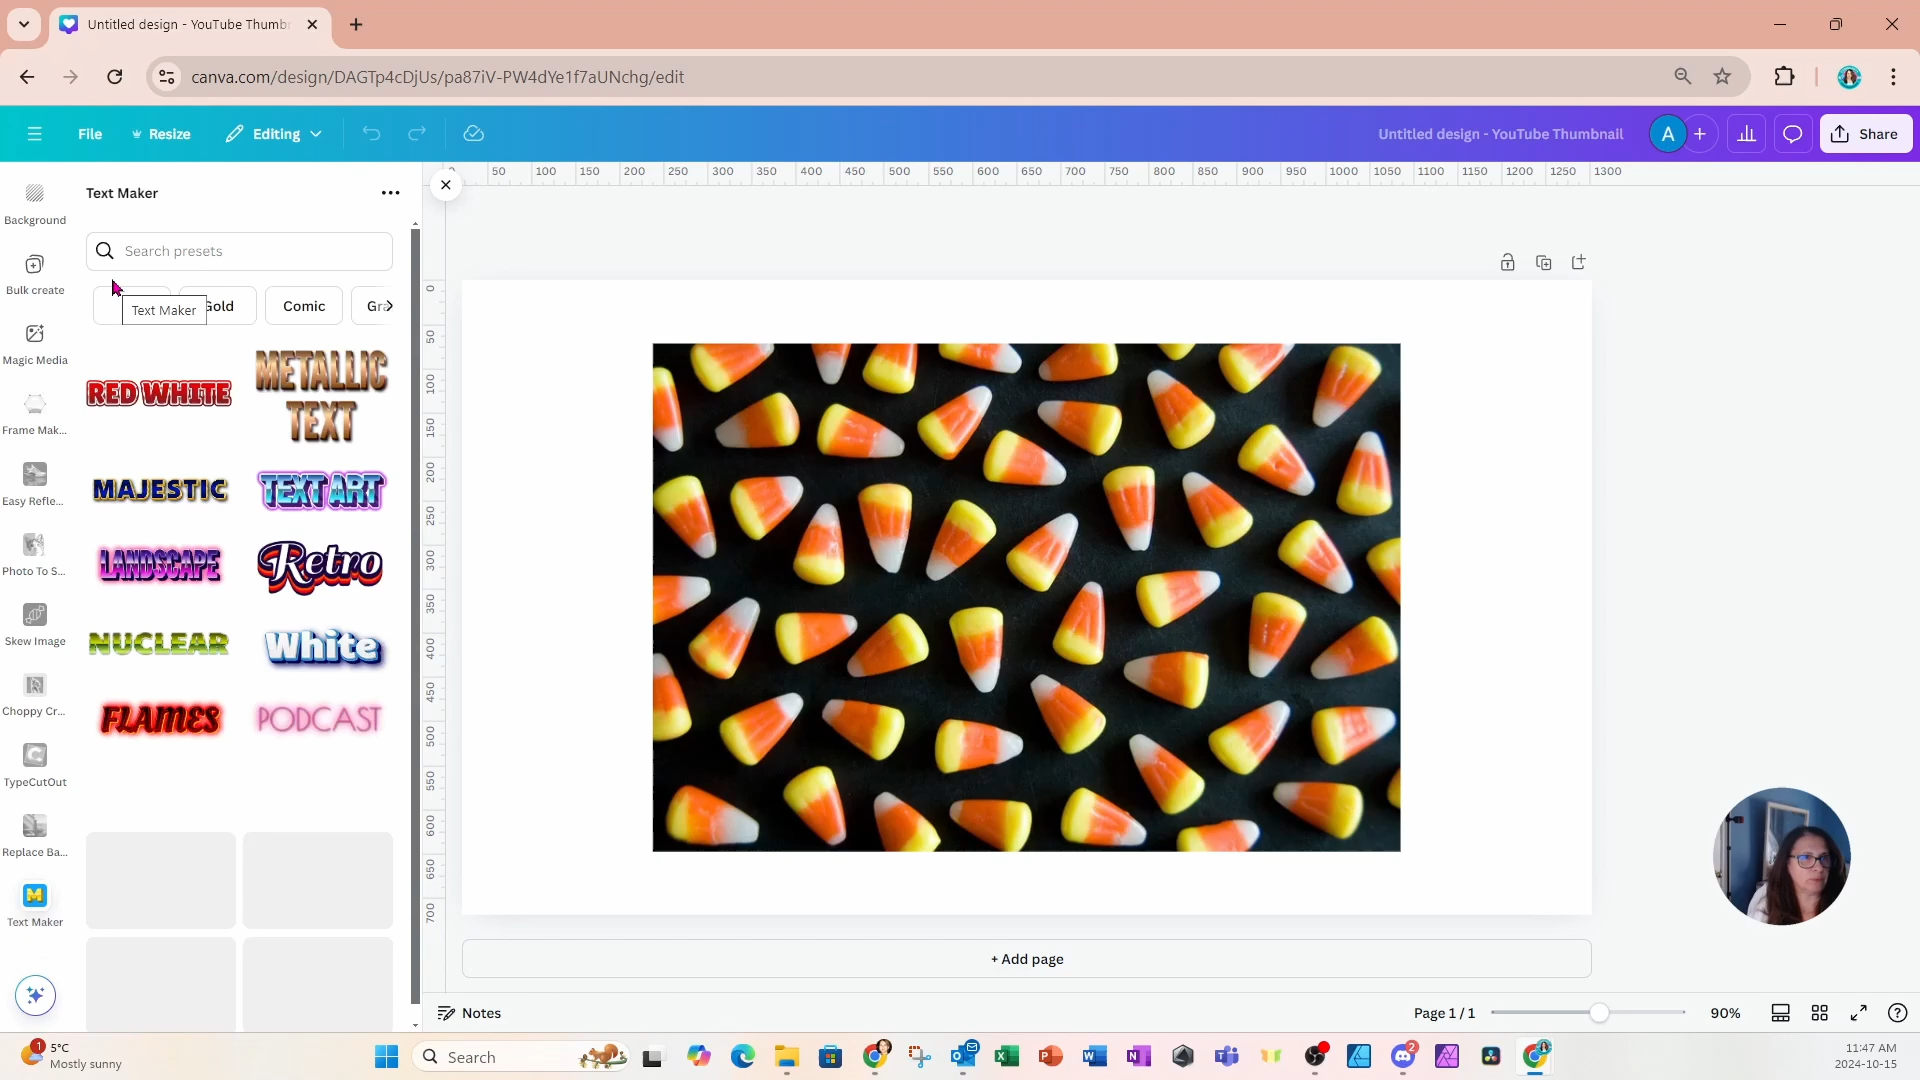 Untitled design - YouTube Thumb
canva.com/design/DAGTp4cDjUs/pa87iV-PW4dYe1f7aUNchg/edit
File
Resize
Editing
Untitled design - YouTube Thumbnail
A
Share
0 50 100 150 200 250 300 350 400 450 500 550 600 650 700 750 800 850 900 950 1000 1050 1100 1150 1200 1250 1300
0 50 100 150 200 250 300 350 400 450 500 550 600 650 700
Background
Bulk create
Magic Media
Frame Mak...
Easy Refle...
Photo To S...
Skew Image
Choppy Cr...
TypeCutOut
Replace Ba...
Text Maker
Text Maker
Search presets
Gold
Comic
Gra
Text Maker
RED WHITE
METALLIC
TEXT
MAJESTIC
TEXT ART
LANDSCAPE
Retro
NUCLEAR
White
FLAMES
PODCAST
+ Add page
Notes
Page 1 / 1
90%
1
5°C
Mostly sunny
Search
2
11:47 AM
2024-10-15